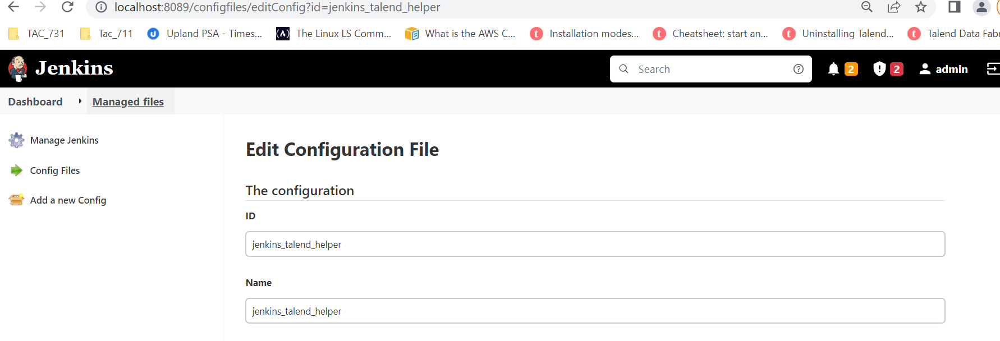 localhost:8089/configfiles/editConfig?id=jenkins_talend_helper
TAC_731 Tac_711 Upland PSA - Times... The Linux LS Comm... What is the AWS C... Installation modes... Cheatsheet: start an... Uninstalling Talend... Talend Data Fab
Jenkins Search 2 2 admin
Dashboard Managed files
Manage Jenkins
Config Files
Add a new Config
Edit Configuration File
The configuration
ID
jenkins_talend_helper
Name
jenkins_talend_helper